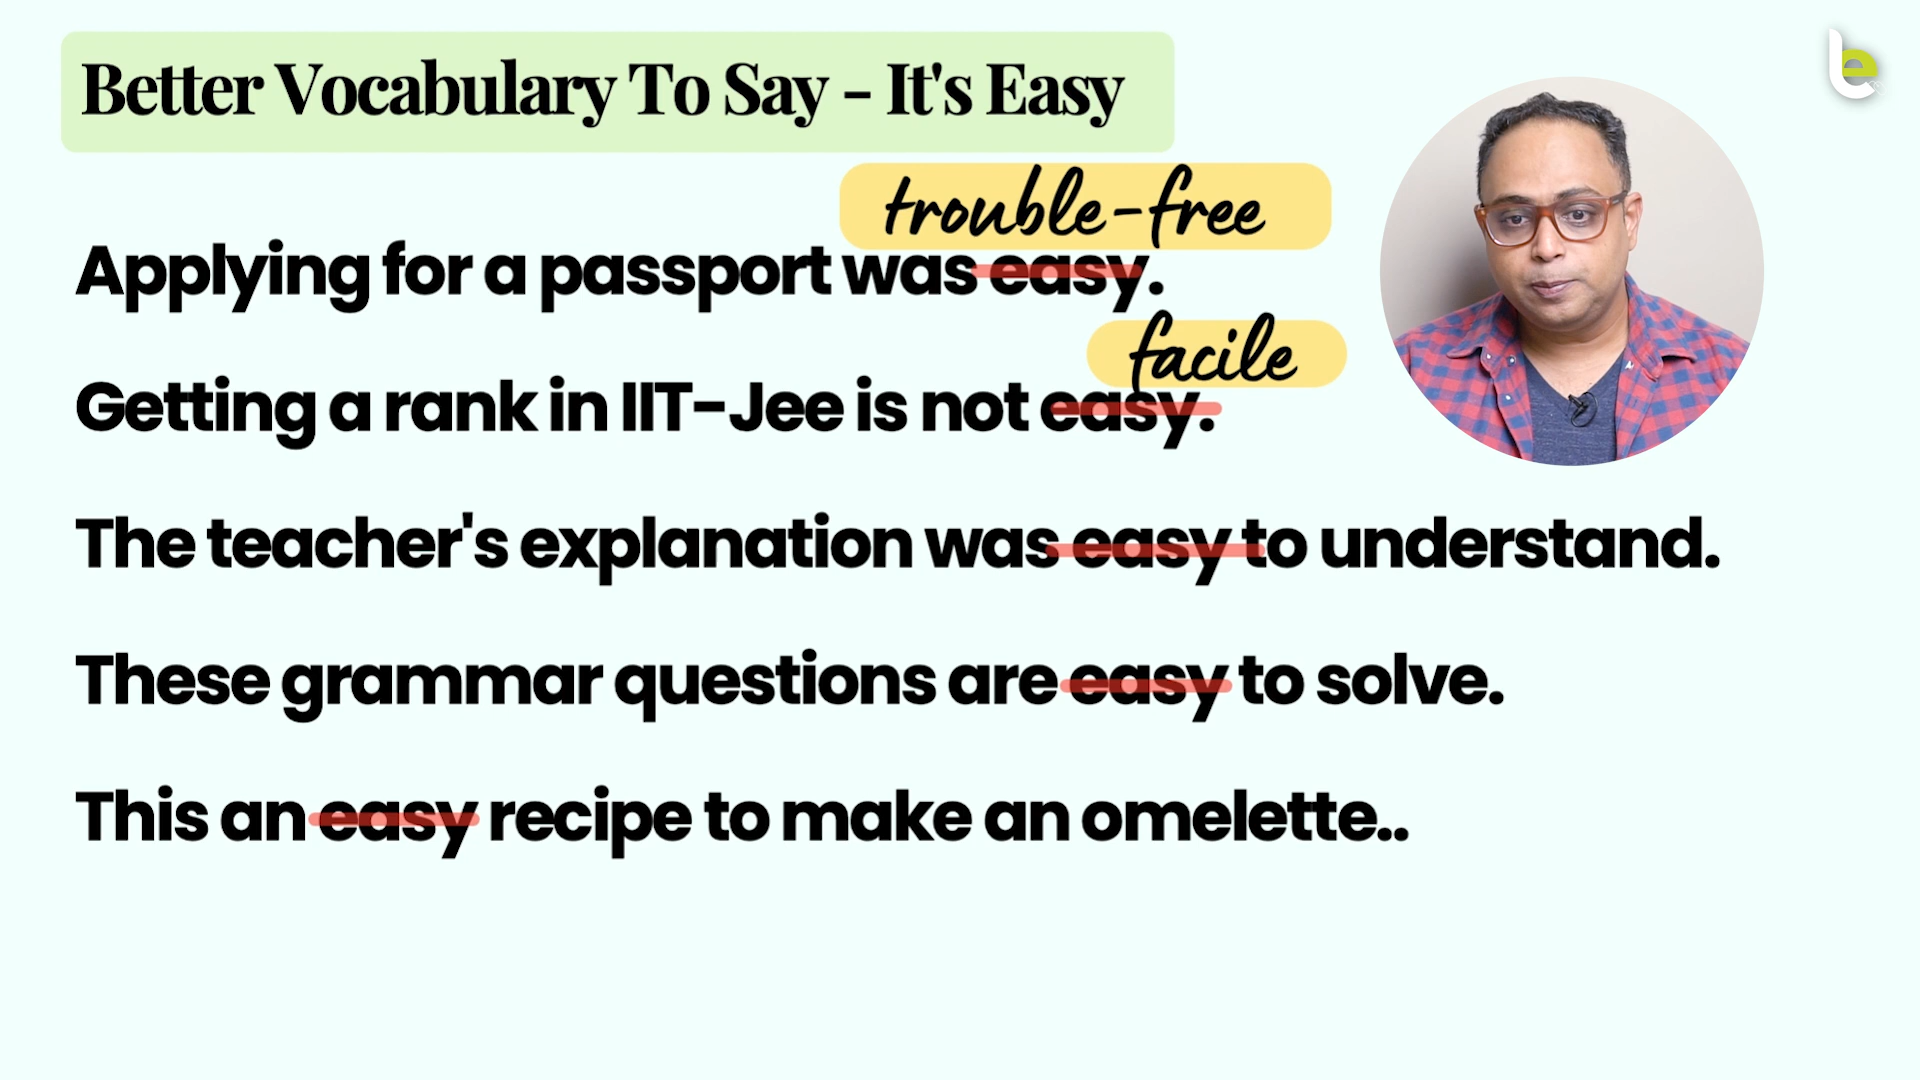 Better Vocabulary To Say - It's Easy
trouble-free
Applying for a passport was easy.
facile
Getting a rank in IIT-Jee is not easy.
The teacher's explanation was easy to understand.
These grammar questions are easy to solve.
This an easy recipe to make an omelette..